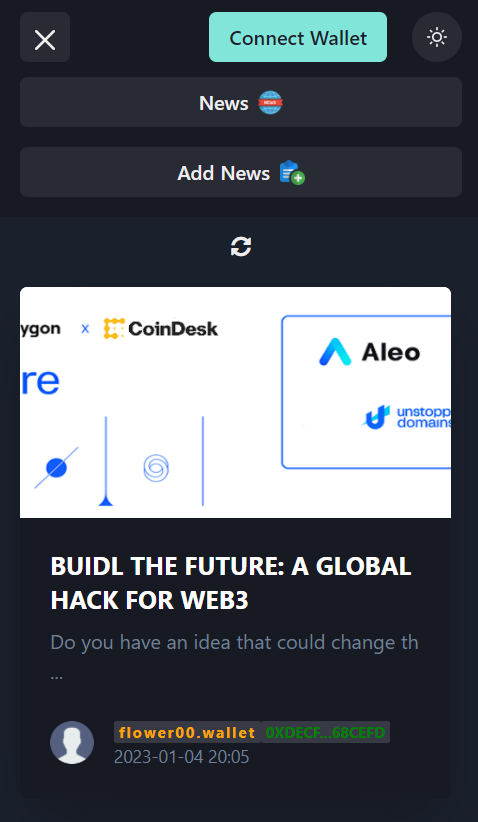 Connect Wallet
News
NEWS
Add News
ygon x CoinDesk
re
Aleo
unstopp
domains
BUIDL THE FUTURE: A GLOBAL
HACK FOR WEB3
Do you have an idea that could change th
...
flower00.wallet 0XDECF...68CEFD
2023-01-04 20:05